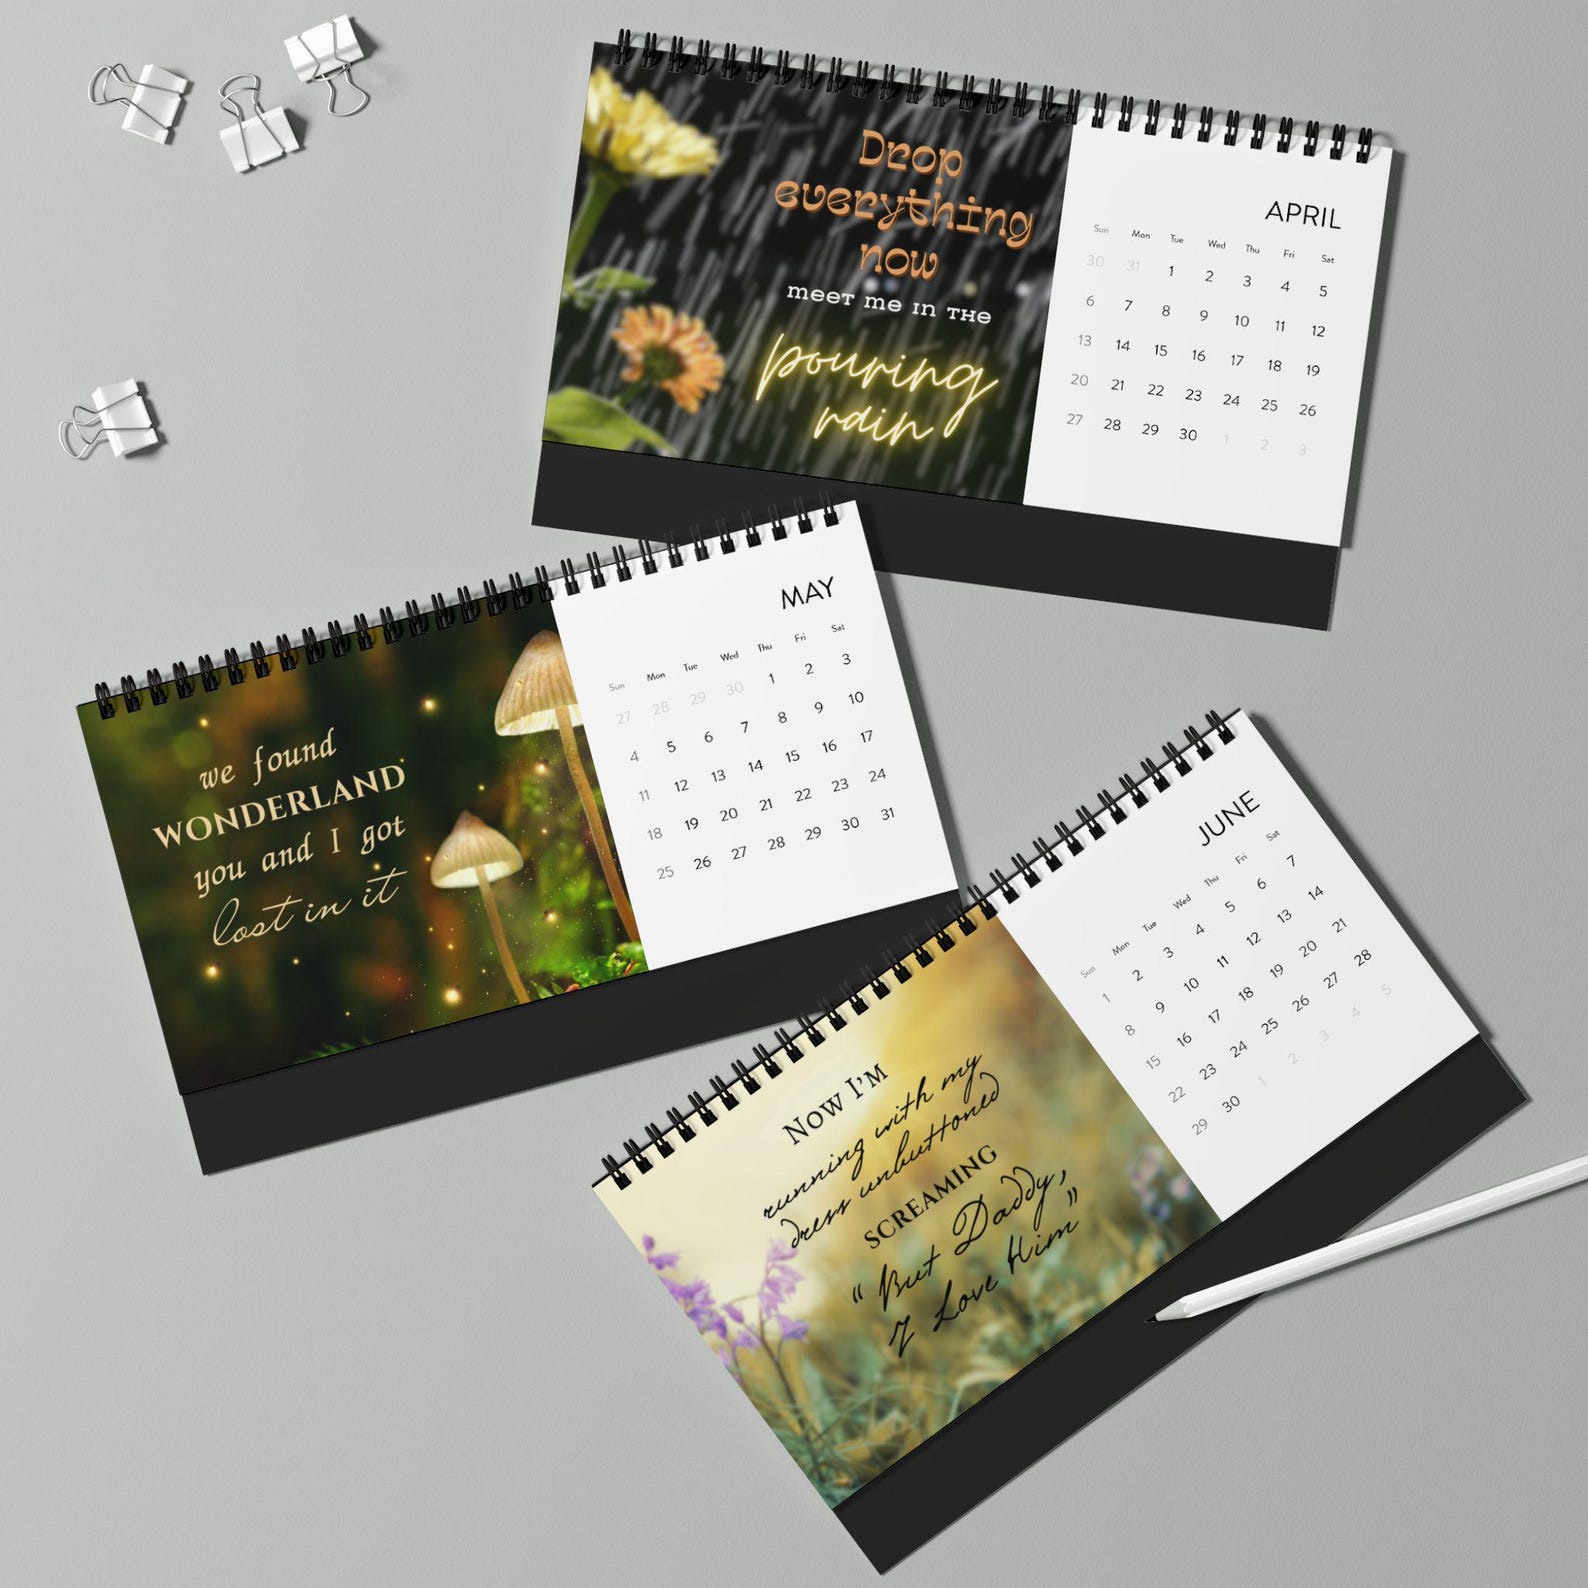 Drop
everything
now
meet me in the
pouring
rain
APRIL
Sun Mon Tue Wed Thu Fri Sat
30 31 1 2 3 4 5
6 7 8 9 10 11 12
13 14 15 16 17 18 19
20 21 22 23 24 25 26
27 28 29 30 1 2 3
we found
WONDERLAND
you and I got
lost in it
MAY
Sun Mon Tue Wed Thu Fri Sat
27 28 29 30 1 2 3
4 5 6 7 8 9 10
11 12 13 14 15 16 17
18 19 20 21 22 23 24
25 26 27 28 29 30 31
Now I'm
running with my
dress unbuttoned
SCREAMING
"But Daddy,
I Love Him"
JUNE
Sun Mon Tue Wed Thu Fri Sat
1 2 3 4 5 6 7
8 9 10 11 12 13 14
15 16 17 18 19 20 21
22 23 24 25 26 27 28
29 30 1 2 3 4 5